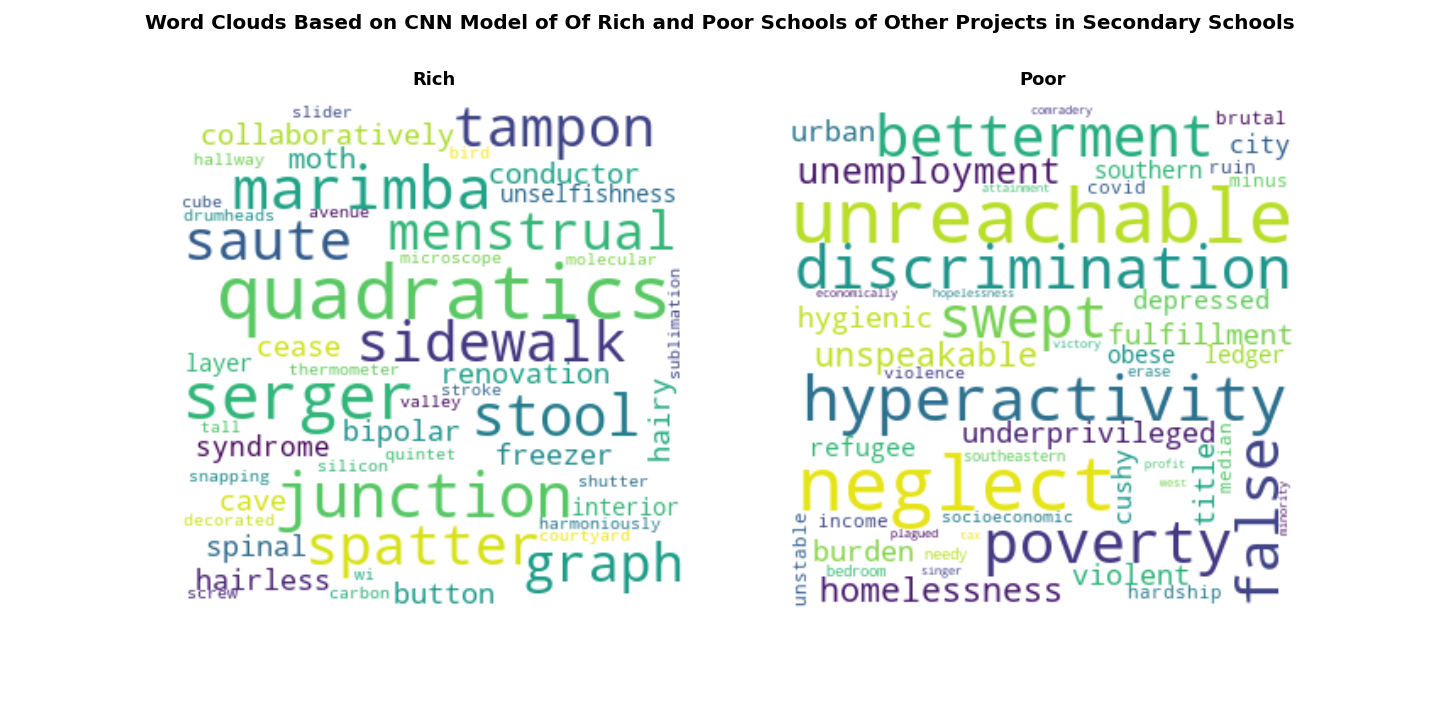 Word Clouds Based on CNN Model of Of Rich and Poor Schools of Other Projects in Secondary Schools
Rich
slider
tampon
collaboratively
bird
hallway
moth
marimba
conductor
unselfishness
cube
drumheads
avenue
saute
menstrual
microscope
molecular
quadratics
sublimation
sidewalk
cease
layer
thermometer
renovation
stroke
serger
valley
stool
hairy
tall
bipolar
syndrome
quintet
freezer
silicon
snapping
junction
shutter
cave
interior
decorated
harmoniously
courtyard
spinal
spatter
graph
hairless
wi
screw
carbon
button
Poor
comradery
urban
betterment
brutal
city
unemployment
southern
ruin
minus
attainment
covid
unreachable
discrimination
economically
hopelessness
depressed
hygienic
swept
fulfillment
victory
unspeakable
obese
ledger
violence
erase
hyperactivity
underprivileged
refugee
southeastern
neglect
cushy
profit
west
title
median
false
minority
income
socioeconomic
plagued
tax
poverty
unstable
burden
needy
bedroom
singer
violent
homelessness
hardship